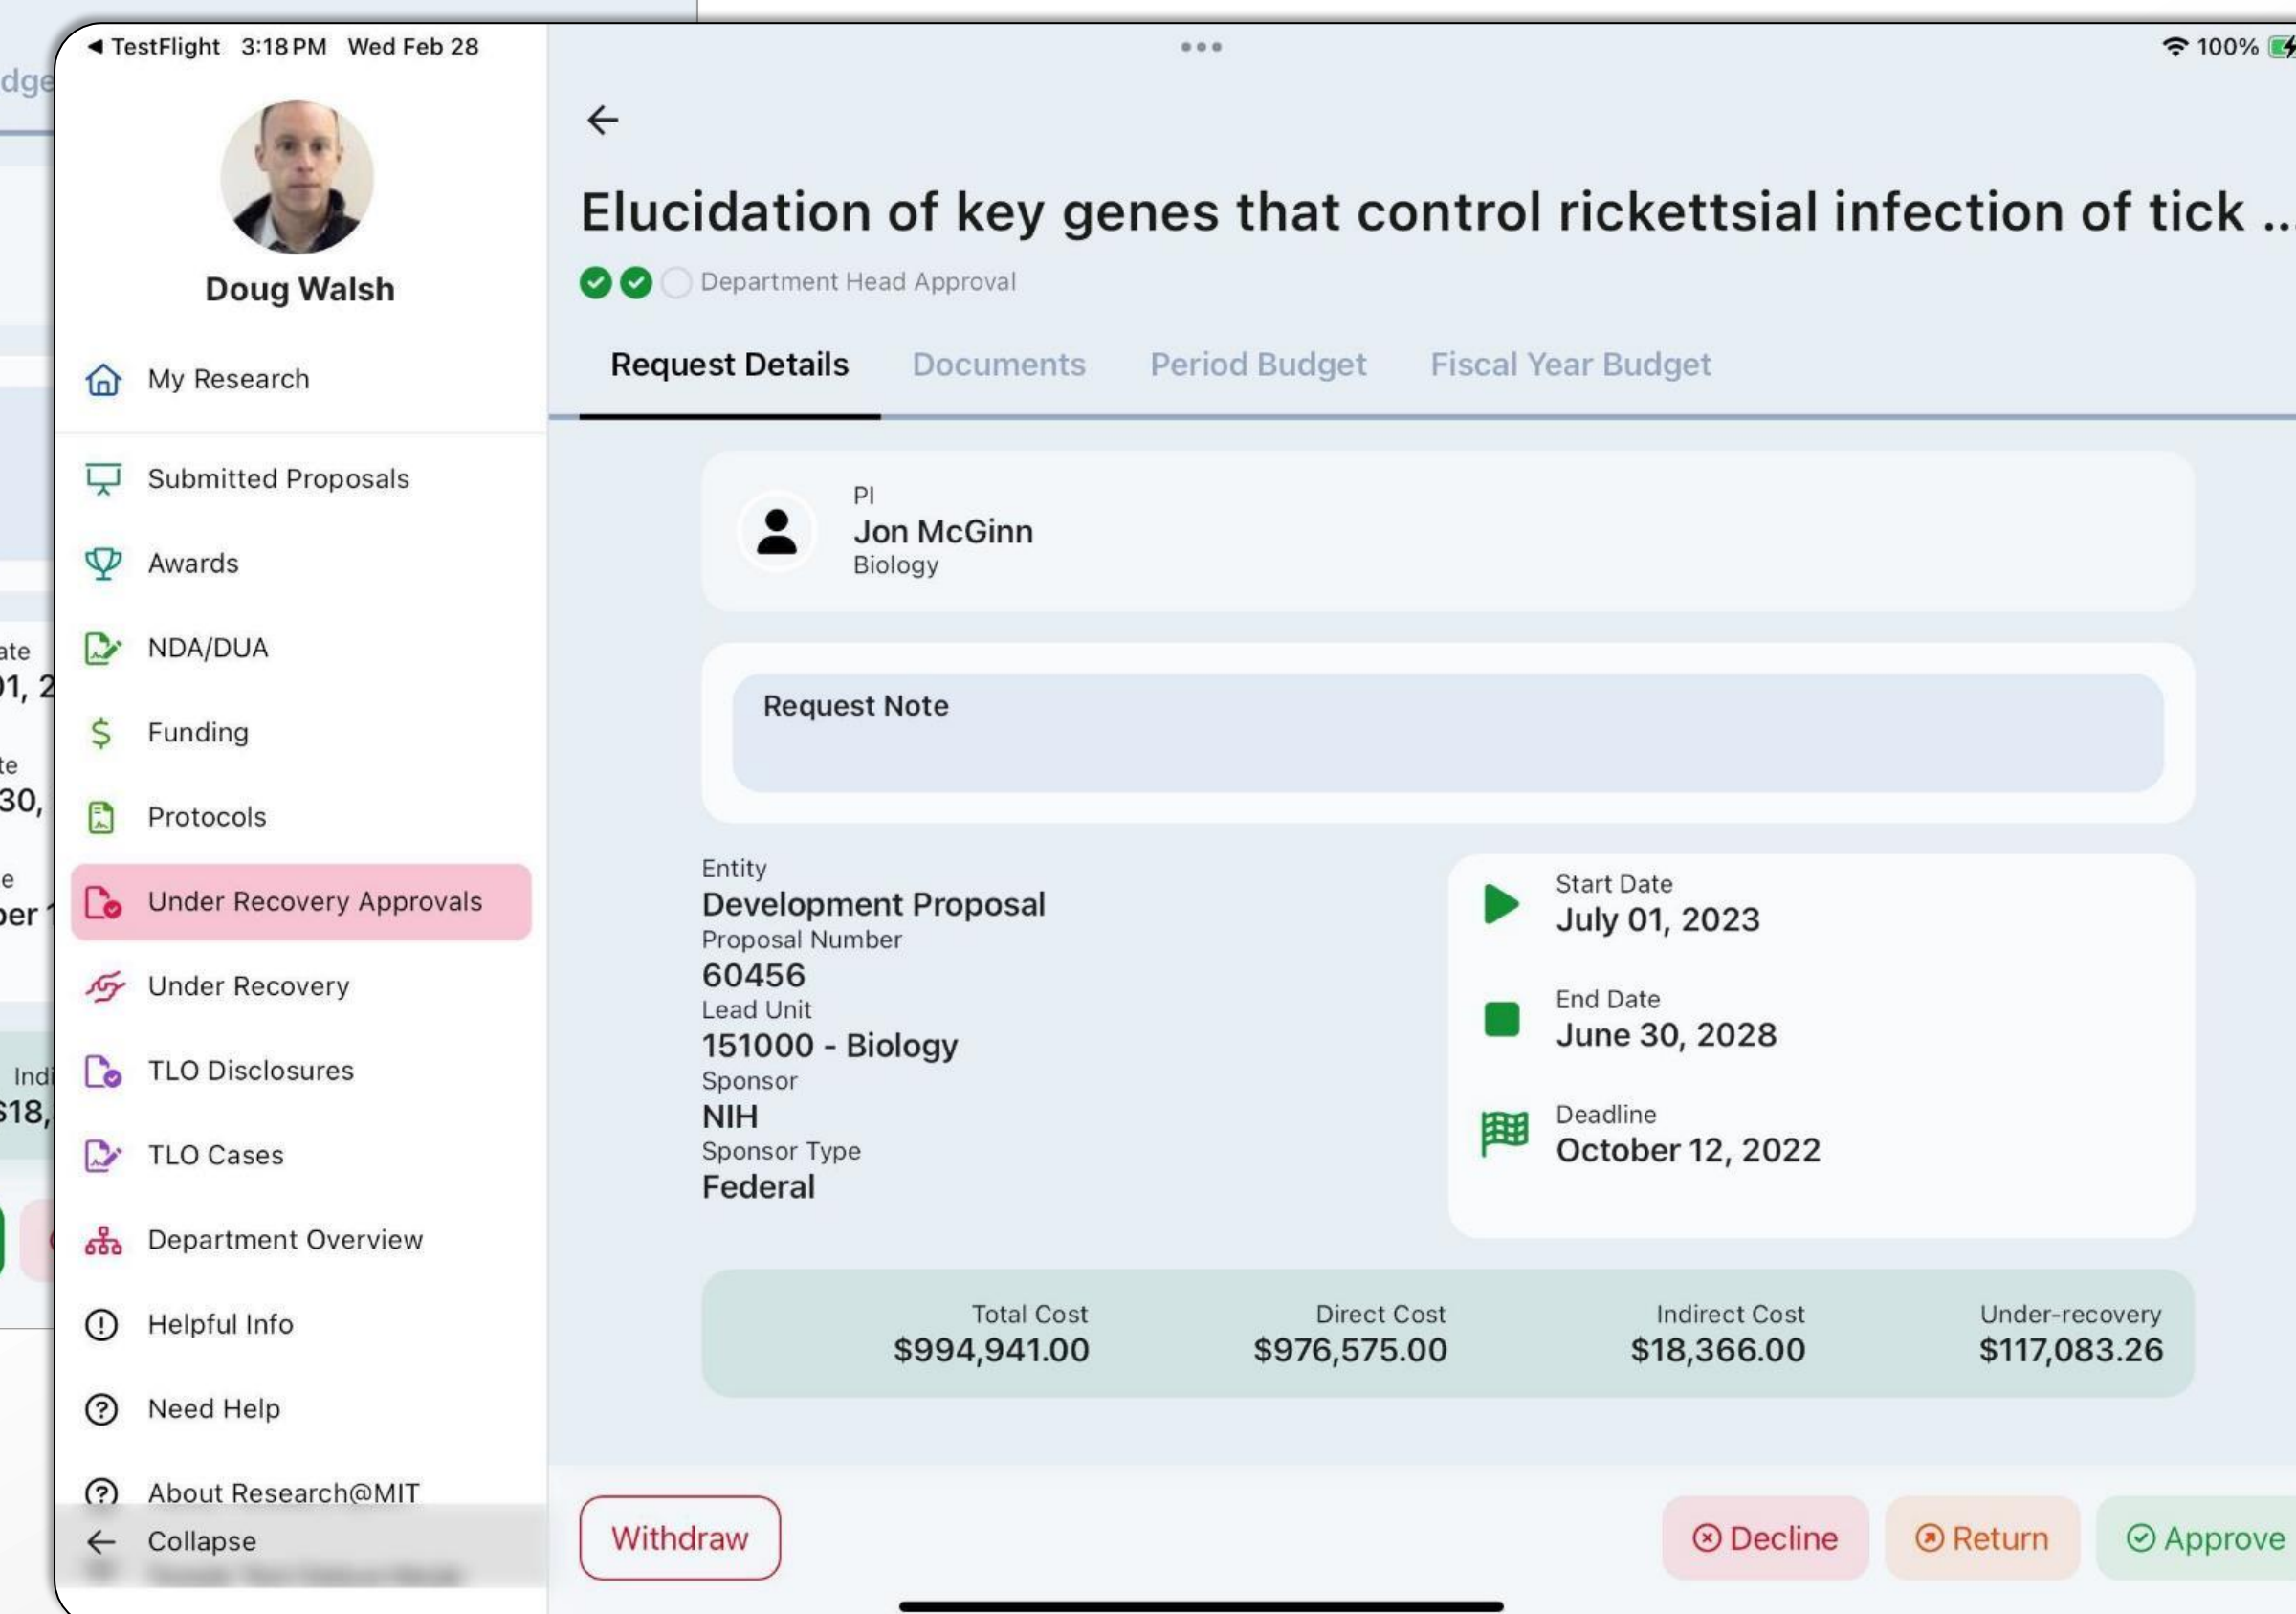 TestFlight 3:18 PM Wed Feb 28
100%
Doug Walsh
My Research
Submitted Proposals
Awards
NDA/DUA
Funding
Protocols
Under Recovery Approvals
Under Recovery
TLO Disclosures
TLO Cases
Department Overview
Helpful Info
Need Help
About Research@MIT
Collapse
Elucidation of key genes that control rickettsial infection of tick ...
Department Head Approval
Request Details Documents Period Budget Fiscal Year Budget
PI
Jon McGinn
Biology
Request Note
Entity
Development Proposal
Proposal Number
60456
Lead Unit
151000 - Biology
Sponsor
NIH
Sponsor Type
Federal
Start Date
July 01, 2023
End Date
June 30, 2028
Deadline
October 12, 2022
Total Cost Direct Cost Indirect Cost Under-recovery
$994,941.00 $976,575.00 $18,366.00 $117,083.26
Withdraw Decline Return Approve